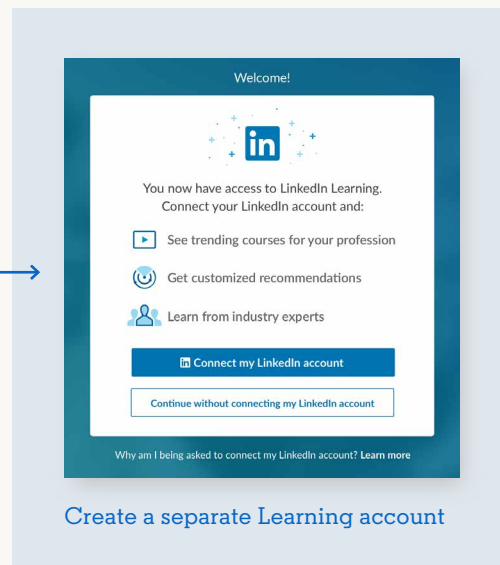 Welcome!
in
You now have access to LinkedIn Learning.
Connect your LinkedIn account and:
See trending courses for your profession
Get customized recommendations
Learn from industry experts
in Connect my LinkedIn account
Continue without connecting my LinkedIn account
Why am I being asked to connect my LinkedIn account? Learn more
Create a separate Learning account